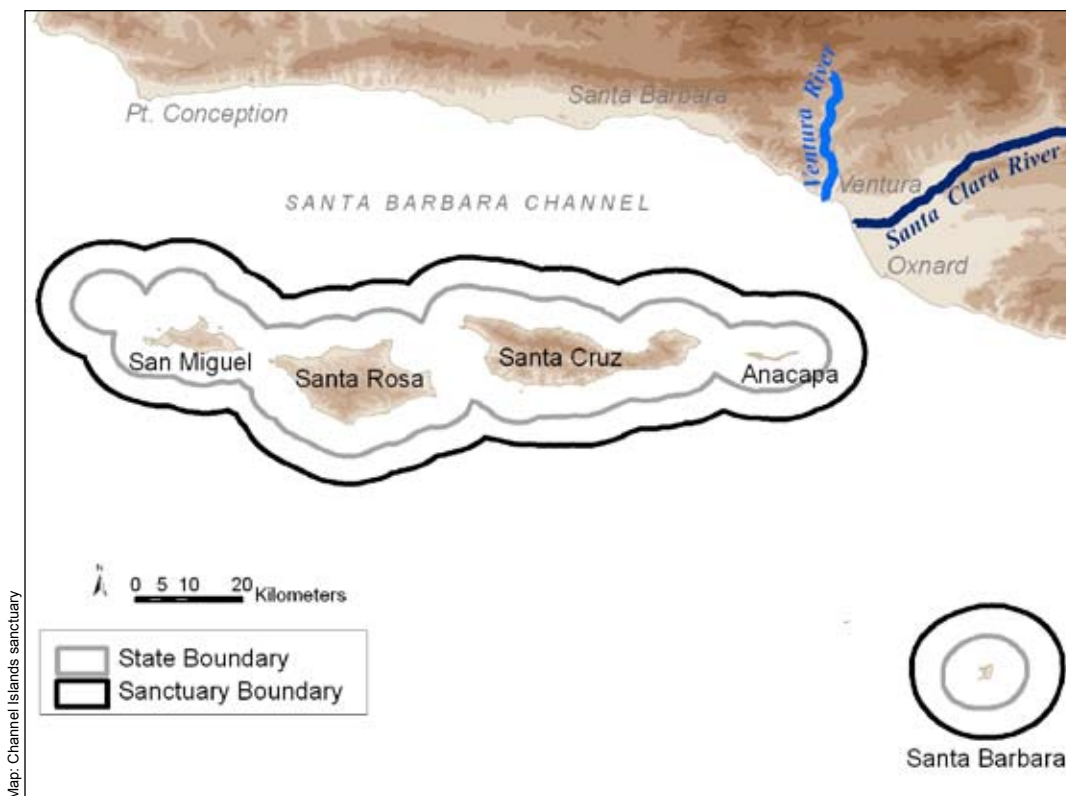 Pt. Conception
Santa Barbara
Ventura River
Ventura
Santa Clara River
SANTA BARBARA CHANNEL
Oxnard
San Miguel
Santa Rosa
Santa Cruz
Anacapa
N
0 5 10 20 Kilometers
State Boundary
Sanctuary Boundary
Santa Barbara
Map: Channel Islands sanctuary